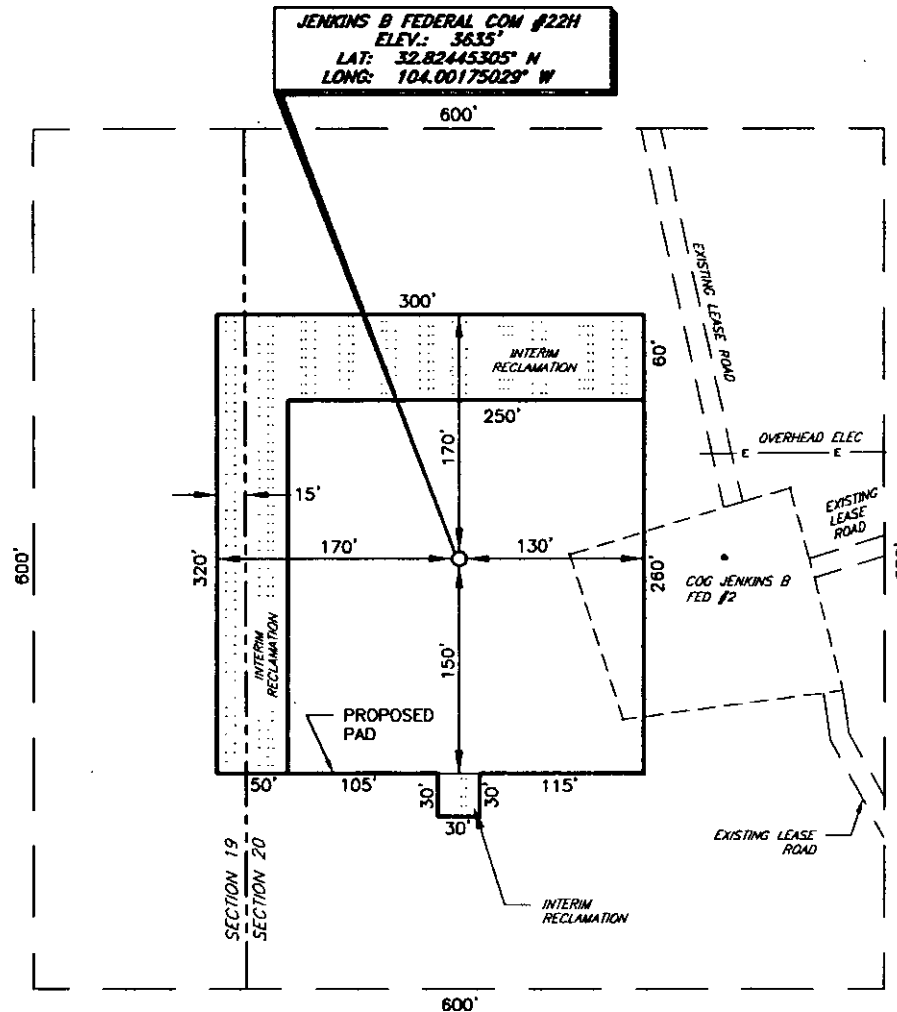 JENKINS B FEDERAL COM #22H
ELEV.: 3635'
LAT: 32.82445305° N
LONG: 104.00175029° W
600'
EXISTING LEASE ROAD
300'
INTERIM
RECLAMATION
60'
250'
170'
OVERHEAD ELEC
E
E
15'
EXISTING
LEASE
ROAD
600'
320'
170'
130'
260'
COG JENKINS B
FED #2
INTERIM
RECLAMATION
150'
PROPOSED
PAD
50'
105'
30'
30'
115'
30'
EXISTING LEASE
ROAD
SECTION 19
SECTION 20
INTERIM
RECLAMATION
600'